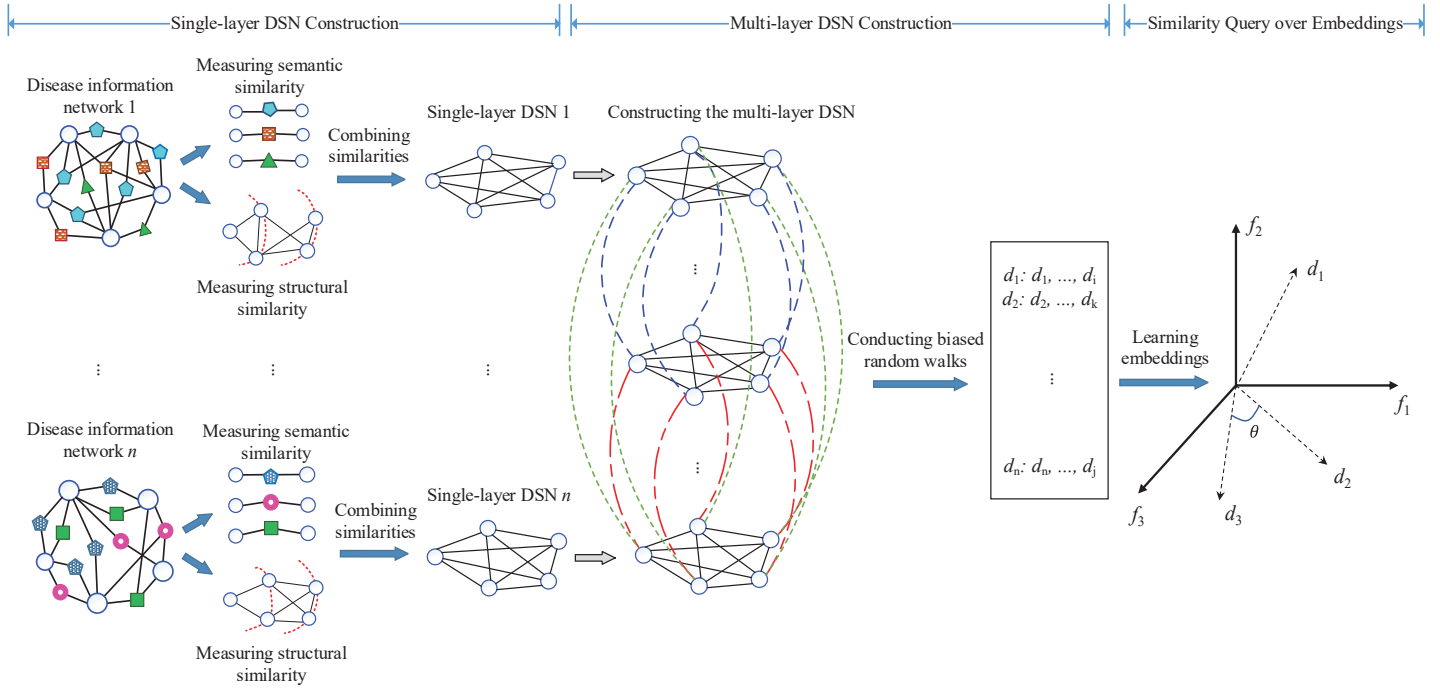 Single-layer DSN Construction
Multi-layer DSN Construction
Similarity Query over Embeddings
Disease information
network 1
Measuring semantic
similarity
Measuring structural
similarity
Combining
similarities
Single-layer DSN 1
Constructing the multi-layer DSN
...
...
...
...
...
Disease information
network n
Measuring semantic
similarity
Measuring structural
similarity
Combining
similarities
Single-layer DSN n
Conducting biased
random walks
d1: d1, ..., di
d2: d2, ..., dk
...
dn: dn, ..., dj
Learning
embeddings
f2
d1
f1
θ
d2
d3
f3